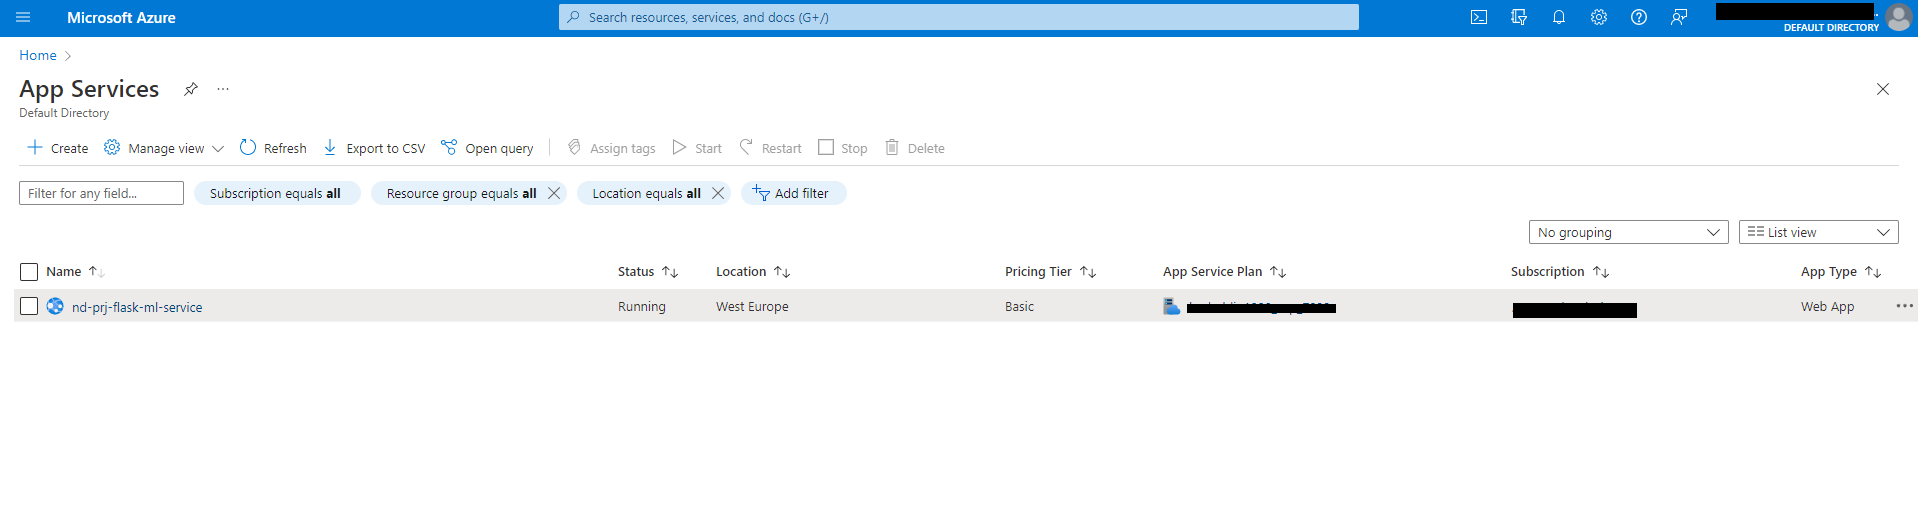 Microsoft Azure
Search resources, services, and docs (G+/)
DEFAULT DIRECTORY
Home
App Services
Default Directory
Create Manage view Refresh Export to CSV Open query Assign tags Start Restart Stop Delete
Filter for any field... Subscription equals all Resource group equals all Location equals all Add filter
No grouping List view
Name Status Location Pricing Tier App Service Plan Subscription App Type
nd-prj-flask-ml-service Running West Europe Basic Web App